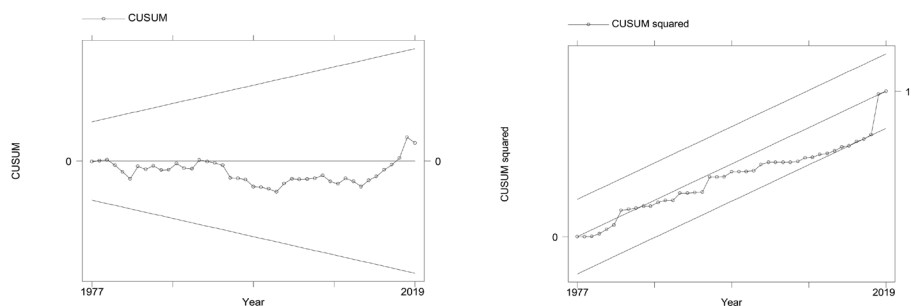 CUSUM
CUSUM
0
0
1977
2019
Year
CUSUM squared
CUSUM squared
1
0
1977
2019
Year